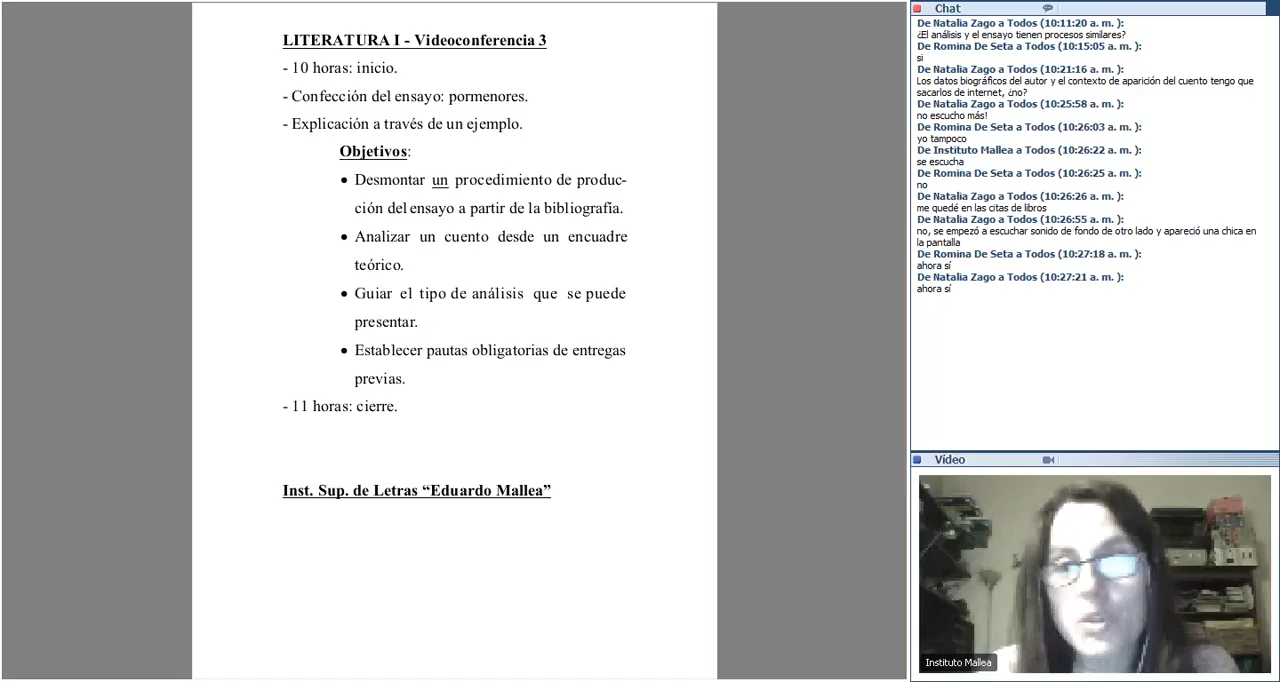 LITERATURA I - Videoconferencia 3
- 10 horas: inicio.
- Confección del ensayo: pormenores.
- Explicación a través de un ejemplo.
Objetivos:
• Desmontar un procedimiento de produc-
ción del ensayo a partir de la bibliografía.
• Analizar un cuento desde un encuadre
teórico.
• Guiar el tipo de análisis que se puede
presentar.
• Establecer pautas obligatorias de entregas
previas.
- 11 horas: cierre.
Inst. Sup. de Letras “Eduardo Mallea”
Chat
De Natalia Zago a Todos (10:11:20 a. m. ):
¿El análisis y el ensayo tienen procesos similares?
De Romina De Seta a Todos (10:15:05 a. m. ):
si
De Natalia Zago a Todos (10:21:16 a. m. ):
Los datos biográficos del autor y el contexto de aparición del cuento tengo que
sacarlos de internet, ¿no?
De Natalia Zago a Todos (10:25:58 a. m. ):
no escucho más!
De Romina De Seta a Todos (10:26:03 a. m. ):
yo tampoco
De Instituto Mallea a Todos (10:26:22 a. m. ):
se escucha
De Romina De Seta a Todos (10:26:25 a. m. ):
no
De Natalia Zago a Todos (10:26:26 a. m. ):
me quedé en las citas de libros
De Natalia Zago a Todos (10:26:55 a. m. ):
no, se empezó a escuchar sonido de fondo de otro lado y apareció una chica en
la pantalla
De Romina De Seta a Todos (10:27:18 a. m. ):
ahora sí
De Natalia Zago a Todos (10:27:21 a. m. ):
ahora sí
Vídeo
Instituto Mallea